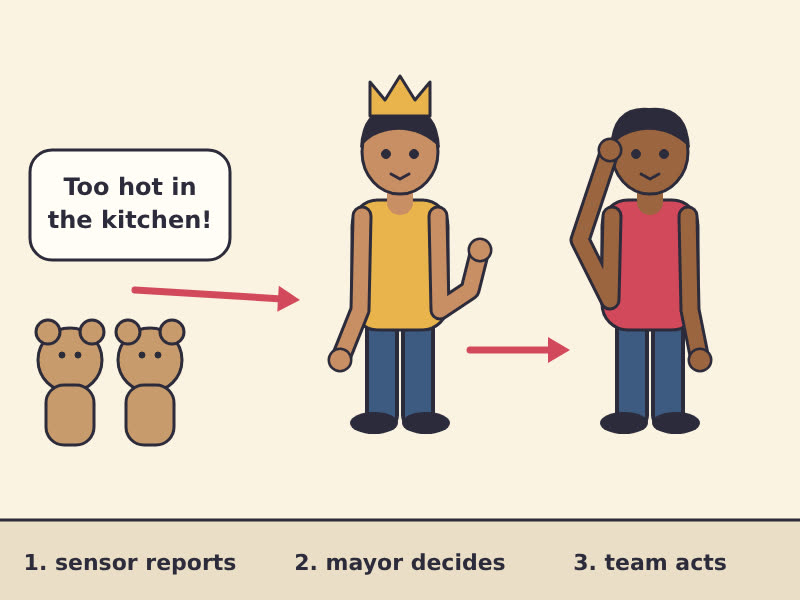 Too hot in
the kitchen!
1. sensor reports
2. mayor decides
3. team acts